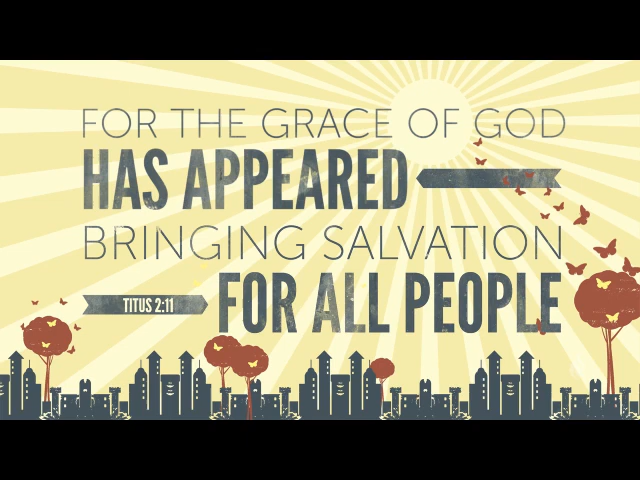 FOR THE GRACE OF GOD
HAS APPEARED
BRINGING SALVATION
TITUS 2:11 FOR ALL PEOPLE